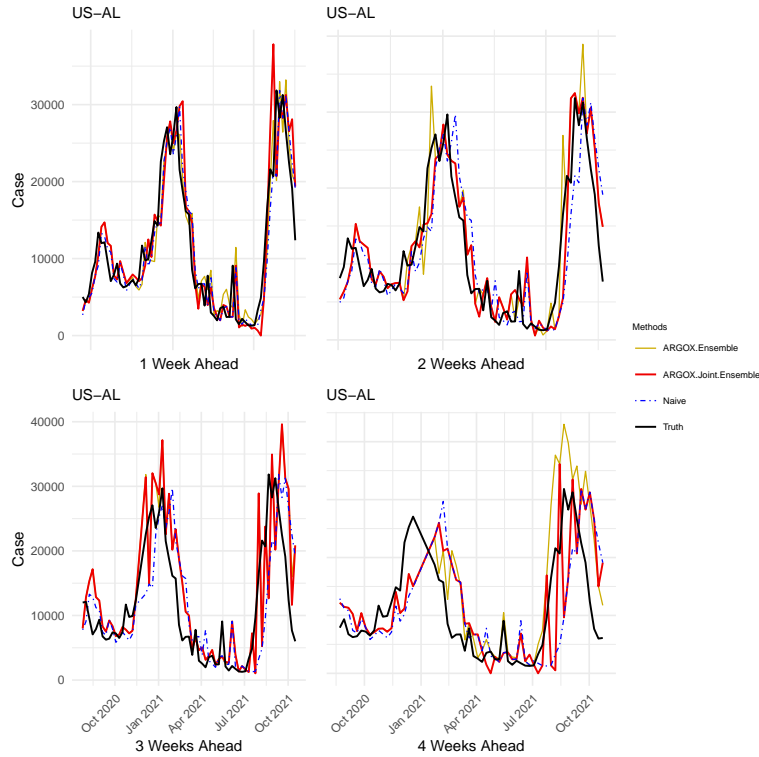 US−AL
US−AL
Case
30000
20000
10000
0
1 Week Ahead
2 Weeks Ahead
Methods
ARGOX.Ensemble
ARGOX.Joint.Ensemble
Naive
Truth
US−AL
US−AL
Case
40000
30000
20000
10000
0
Oct 2020
Jan 2021
Apr 2021
Jul 2021
Oct 2021
Oct 2020
Jan 2021
Apr 2021
Jul 2021
Oct 2021
3 Weeks Ahead
4 Weeks Ahead